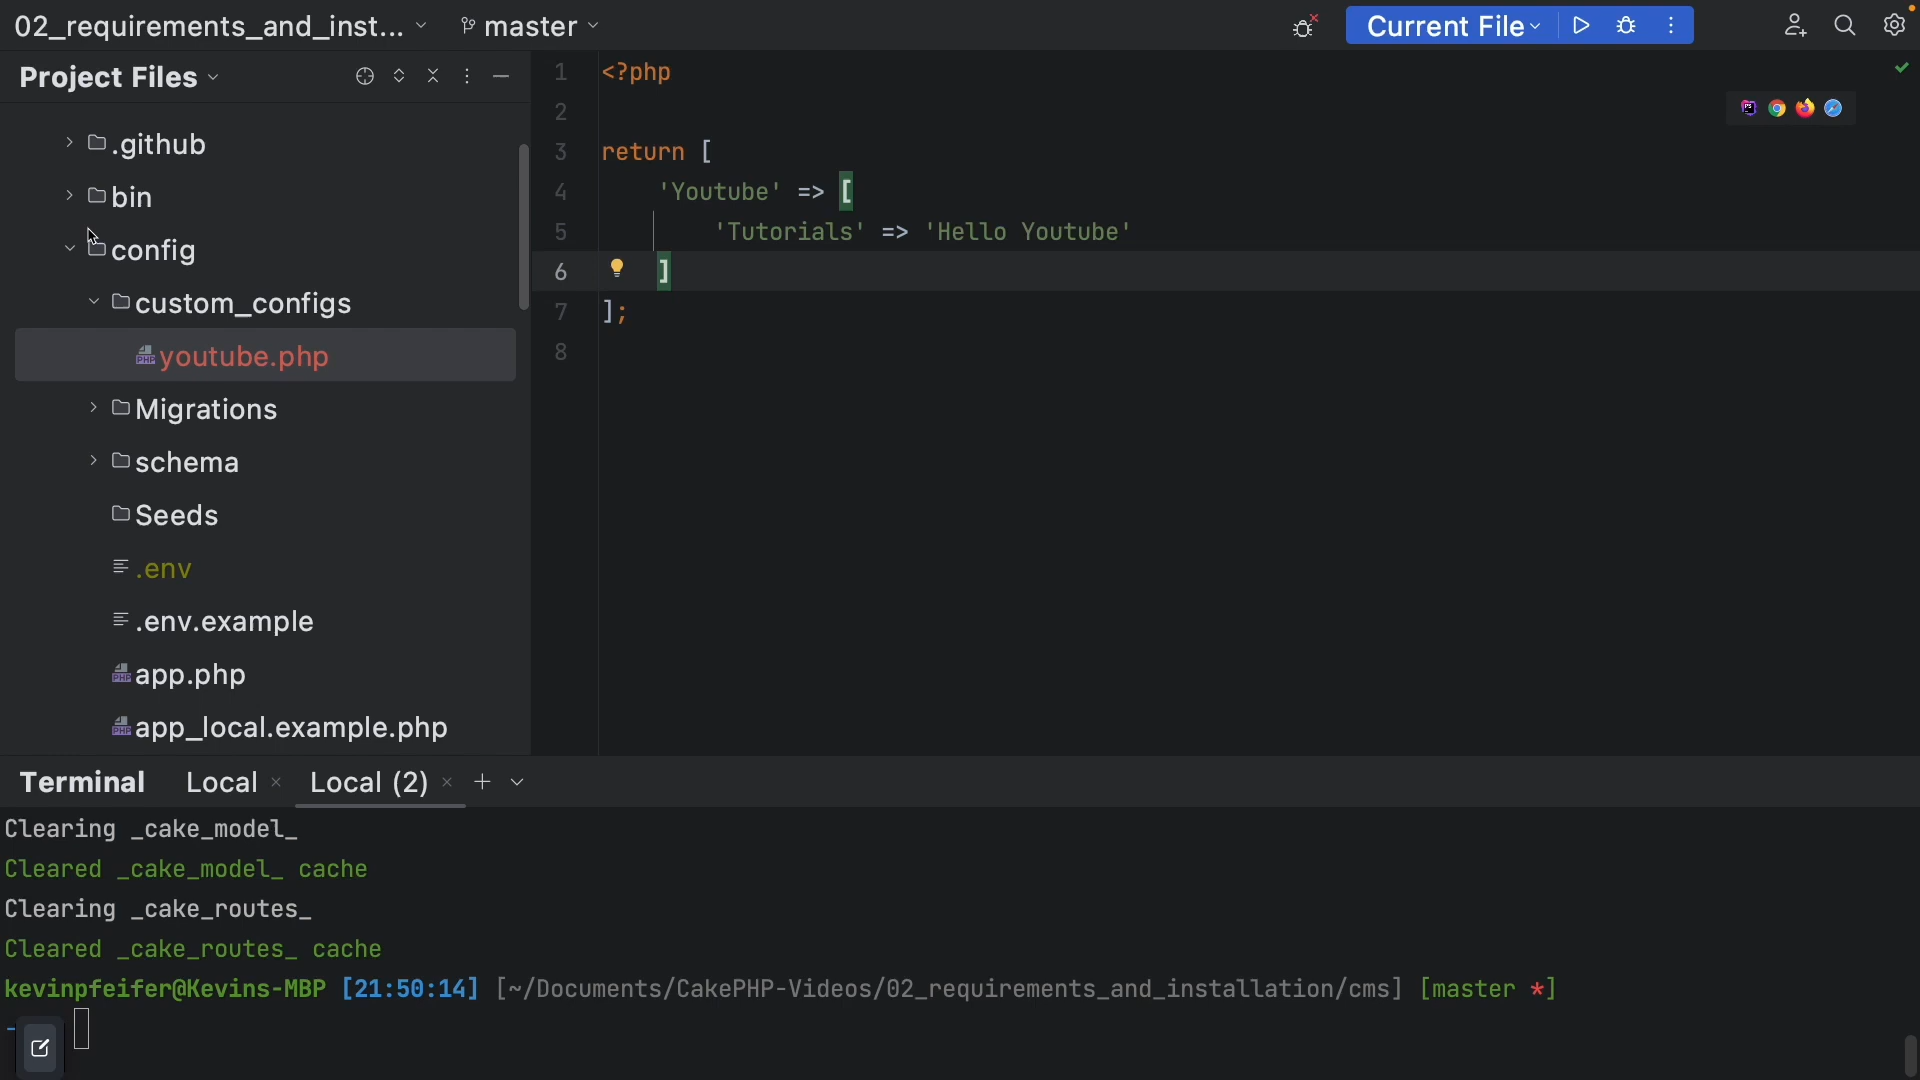 02_requirements_and_inst... master Current File
Project Files
.github
bin
config
custom_configs
youtube.php
Migrations
schema
Seeds
.env
.env.example
app.php
app_local.example.php
1 <?php
2
3 return [
4 'Youtube' => [
5 'Tutorials' => 'Hello Youtube'
6 ]
7 ];
8
Terminal Local × Local (2) × +
Clearing _cake_model_
Cleared _cake_model_ cache
Clearing _cake_routes_
Cleared _cake_routes_ cache
kevinpfeifer@Kevins-MBP [21:50:14] [~/Documents/CakePHP-Videos/02_requirements_and_installation/cms] [master *]